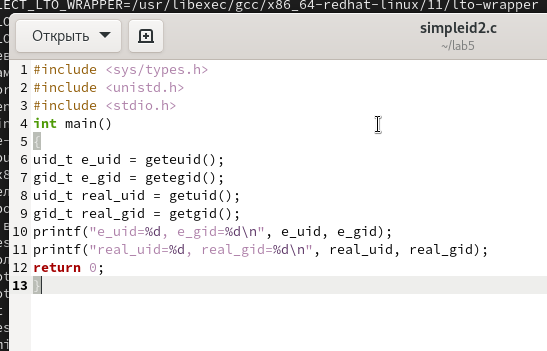 LECT_LTO_WRAPPER=/usr/libexec/gcc/x86_64-redhat-linux/11/lto-wrapper
Открыть
simpleid2.c
~/lab5
1 #include <sys/types.h>
2 #include <unistd.h>
3 #include <stdio.h>
4 int main()
5 {
6 uid_t e_uid = geteuid();
7 gid_t e_gid = getegid();
8 uid_t real_uid = getuid();
9 gid_t real_gid = getgid();
10 printf("e_uid=%d, e_gid=%d\n", e_uid, e_gid);
11 printf("real_uid=%d, real_gid=%d\n", real_uid, real_gid);
12 return 0;
13 }